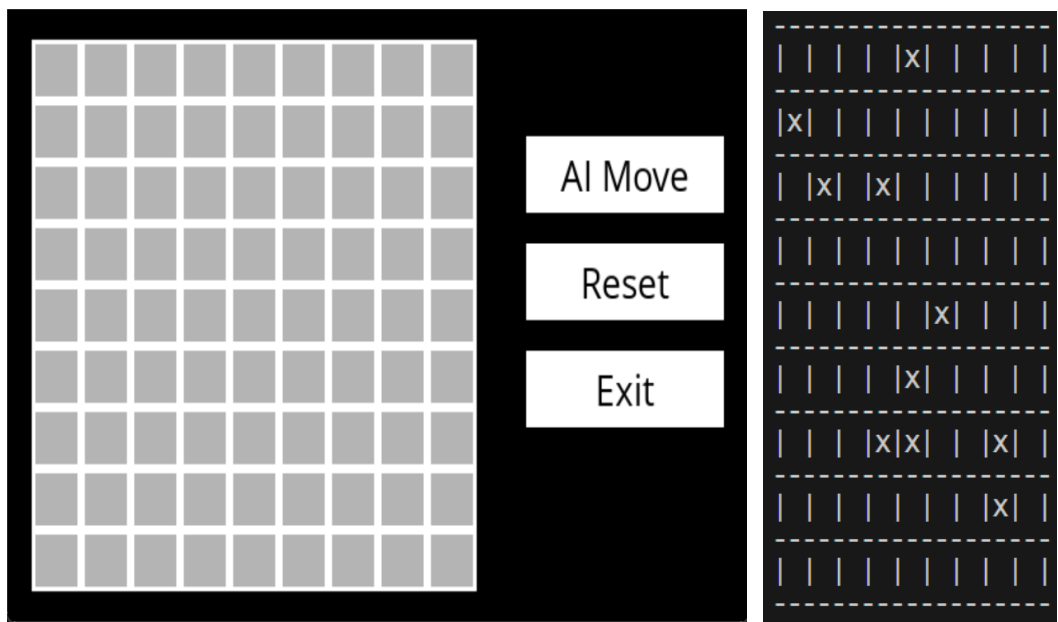 AI Move
Reset
Exit
-------------------
| | | | |x| | | | |
-------------------
|x| | | | | | | | |
-------------------
| |x| |x| | | | | |
-------------------
| | | | | | | | | |
-------------------
| | | | | |x| | | |
-------------------
| | | | |x| | | | |
-------------------
| | | |x|x| | |x| |
-------------------
| | | | | | | |x| |
-------------------
| | | | | | | | | |
-------------------